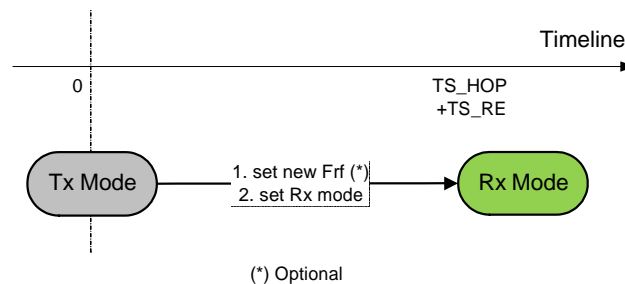 Timeline
0
TS_HOP
+TS_RE
Tx Mode
1. set new Frf (*)
2. set Rx mode
Rx Mode
(*) Optional